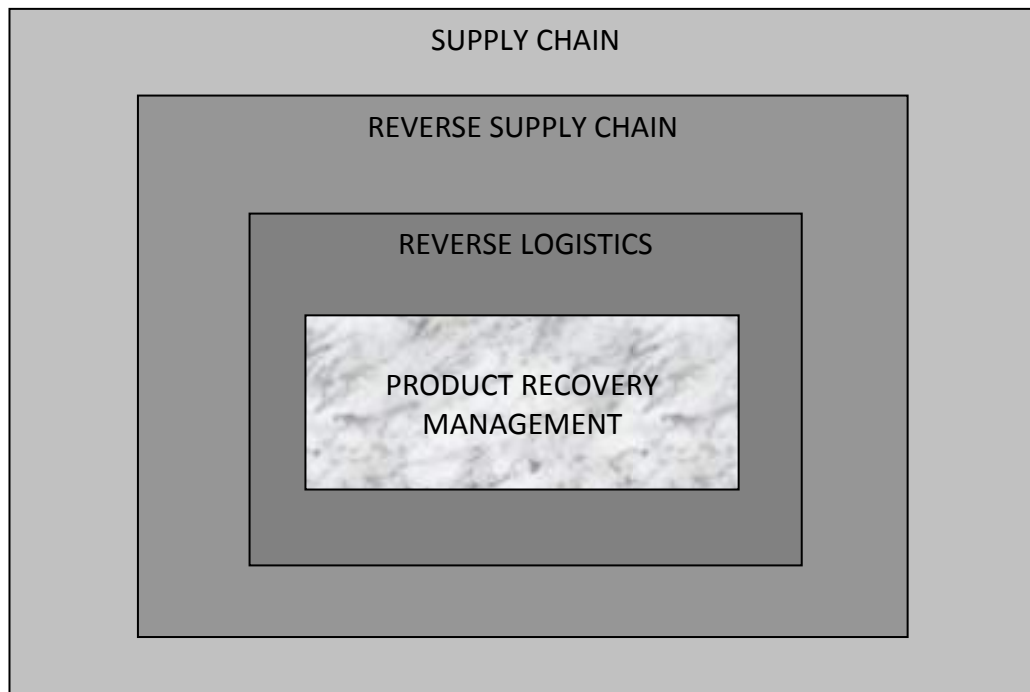 SUPPLY CHAIN
REVERSE SUPPLY CHAIN
REVERSE LOGISTICS
PRODUCT RECOVERY
MANAGEMENT